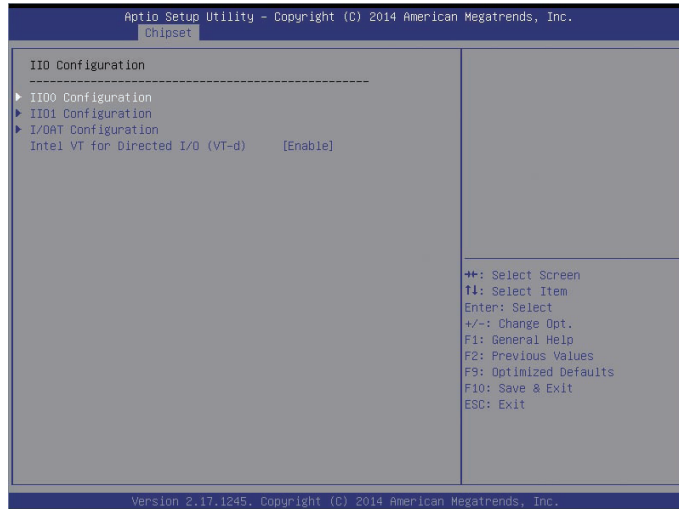 Aptio Setup Utility – Copyright (C) 2014 American Megatrends, Inc.
Chipset
IIO Configuration
------------------------------------------------
▶ IIO0 Configuration
▶ IIO1 Configuration
▶ I/OAT Configuration
Intel VT for Directed I/O (VT-d) [Enable]
→←: Select Screen
↑↓: Select Item
Enter: Select
+/-: Change Opt.
F1: General Help
F2: Previous Values
F9: Optimized Defaults
F10: Save & Exit
ESC: Exit
Version 2.17.1245. Copyright (C) 2014 American Megatrends, Inc.